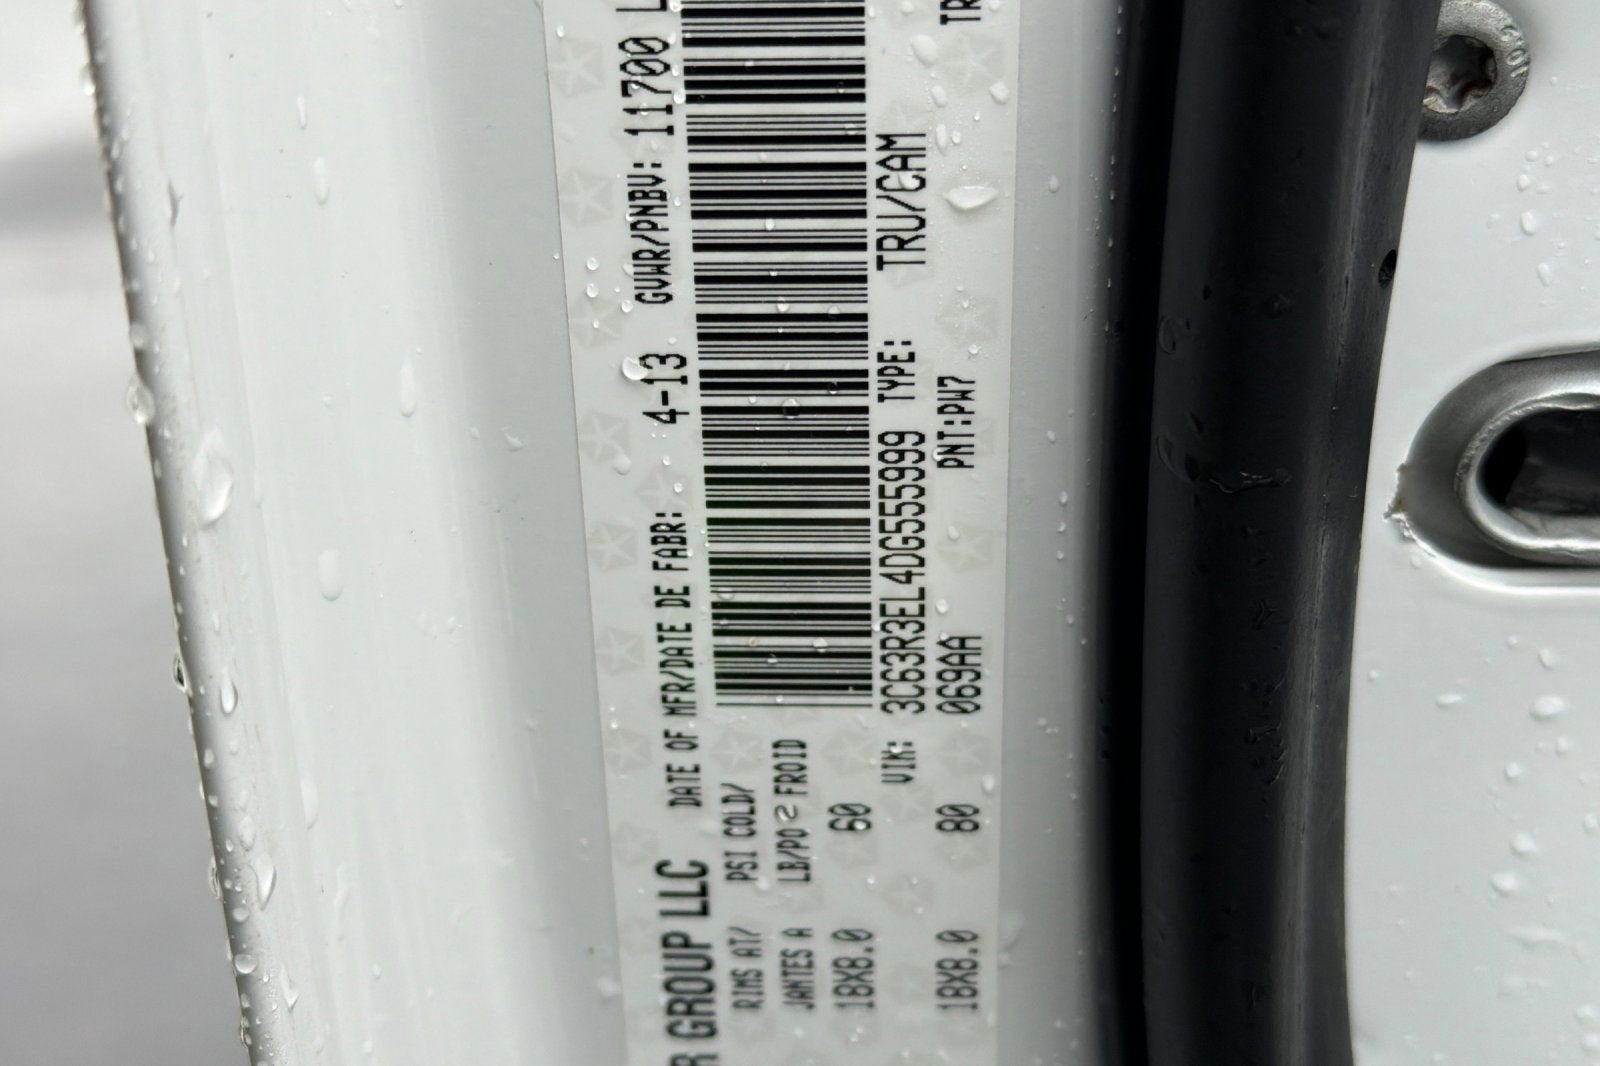 R GROUP LLC
DATE OF MFR/DATE DE FABR: 4-13 GVWR/PNBV: 11700 L
RIMS AT/ PSI COLD/
JANTES A LB/PO2 FROID
18X8.0 60
VIN: 3C63R3EL4DG555999 TYPE: TRU/CAM
18X8.0 80 069AA PNT:PW7 TR